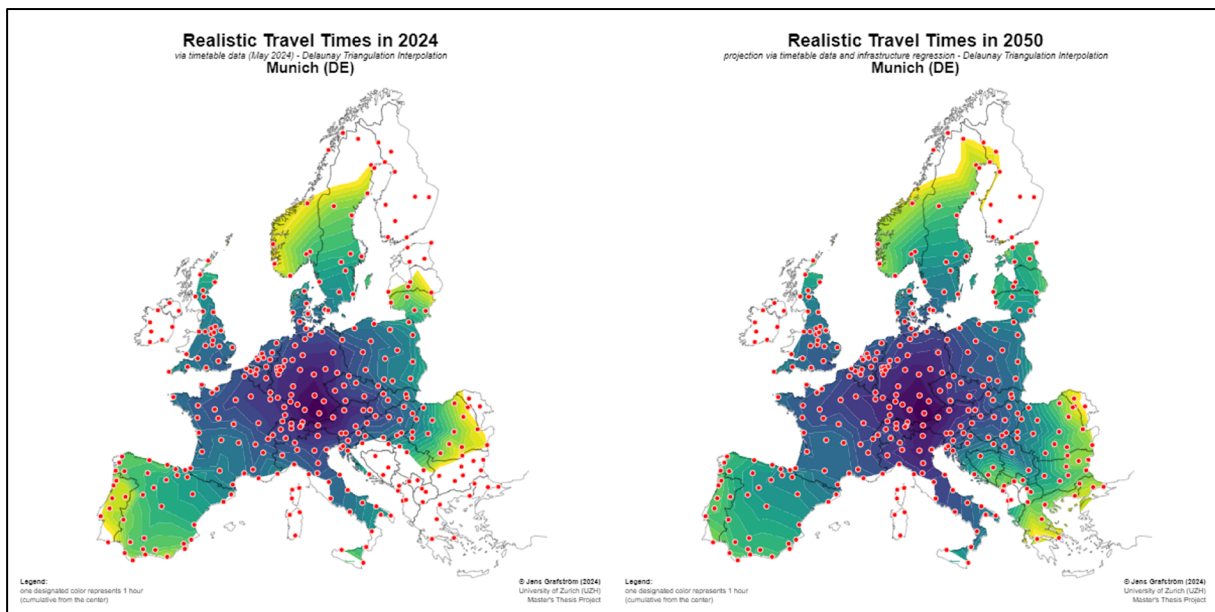 Realistic Travel Times in 2024
via timetable data (May 2024) - Delaunay Triangulation Interpolation
Munich (DE)
Legend:
one designated color represents 1 hour
(cumulative from the center)
© Jens Grafström (2024)
University of Zurich (UZH)
Master's Thesis Project
Realistic Travel Times in 2050
projection via timetable data and infrastructure regression - Delaunay Triangulation Interpolation
Munich (DE)
Legend:
one designated color represents 1 hour
(cumulative from the center)
© Jens Grafström (2024)
University of Zurich (UZH)
Master's Thesis Project